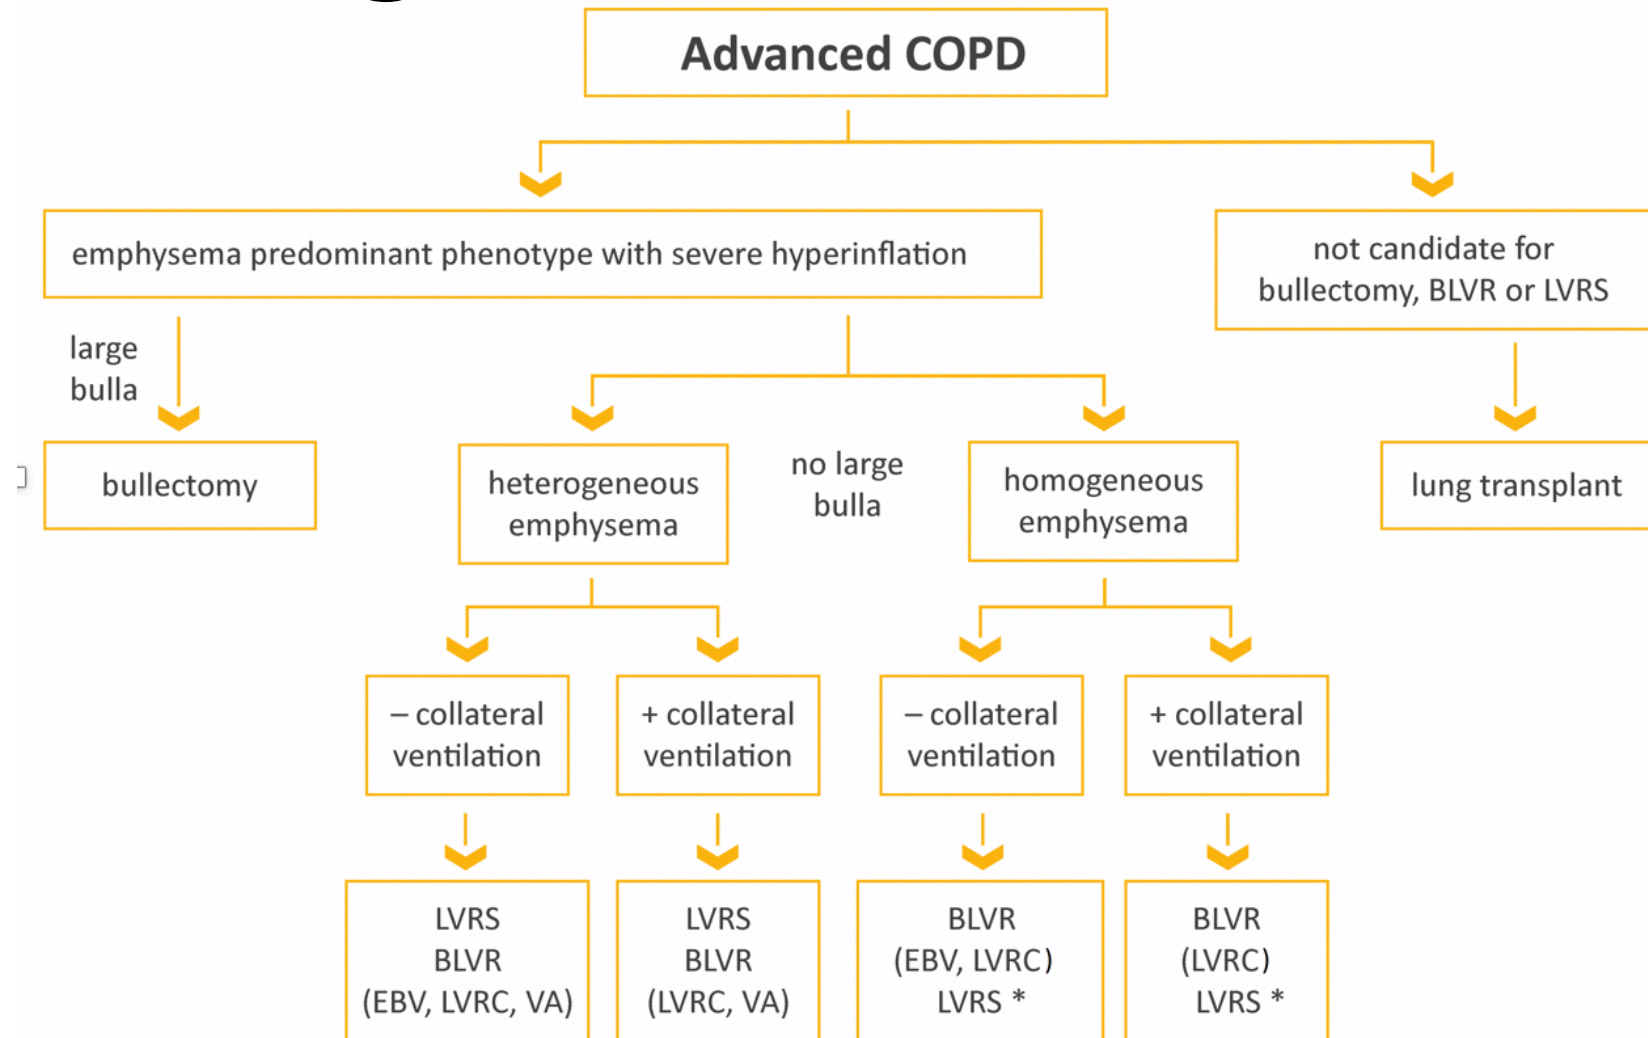 Advanced COPD
emphysema predominant phenotype with severe hyperinflation
not candidate for
bullectomy, BLVR or LVRS
large
bulla
bullectomy
heterogeneous
emphysema
no large
bulla
homogeneous
emphysema
lung transplant
– collateral
ventilation
+ collateral
ventilation
– collateral
ventilation
+ collateral
ventilation
LVRS
BLVR
(EBV, LVRC, VA)
LVRS
BLVR
(LVRC, VA)
BLVR
(EBV, LVRC)
LVRS *
BLVR
(LVRC)
LVRS *